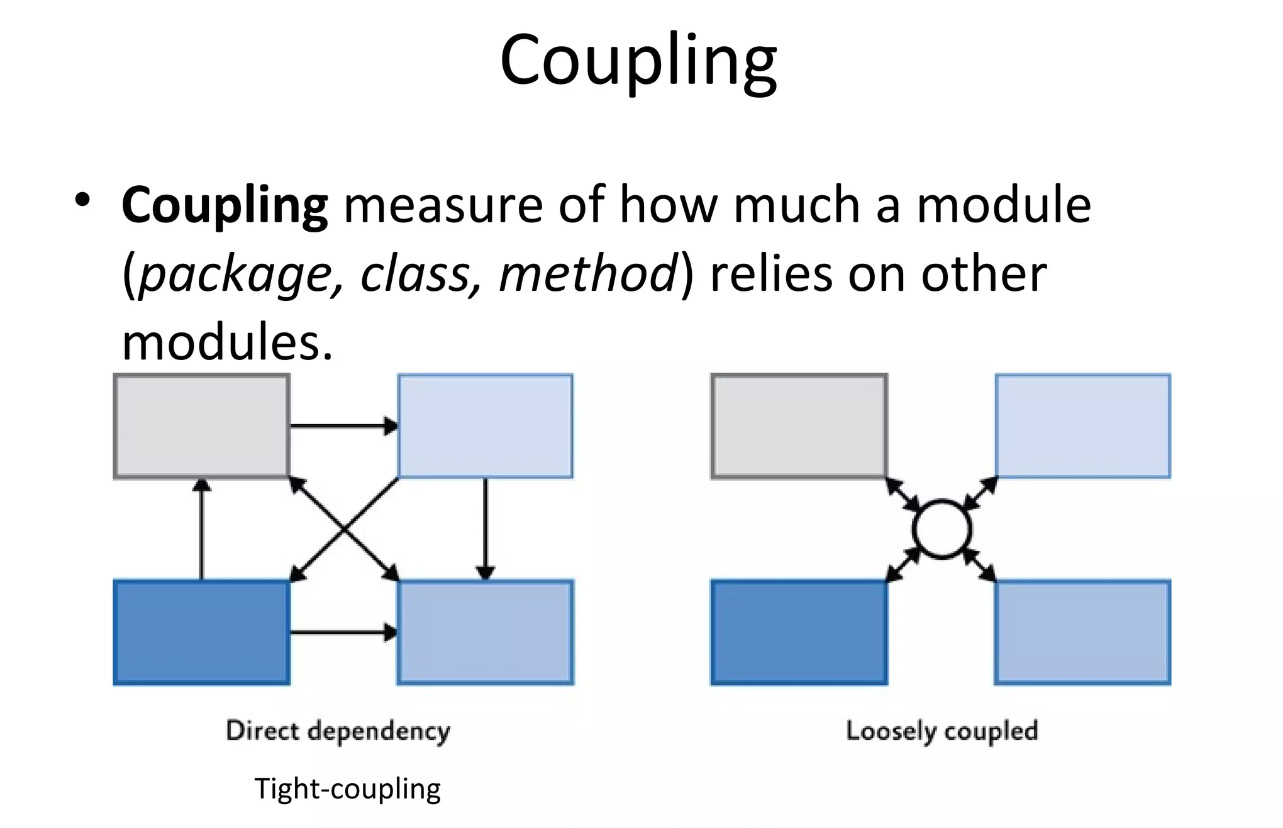 Coupling
• Coupling measure of how much a module
(package, class, method) relies on other
modules.
Direct dependency
Tight-coupling
Loosely coupled